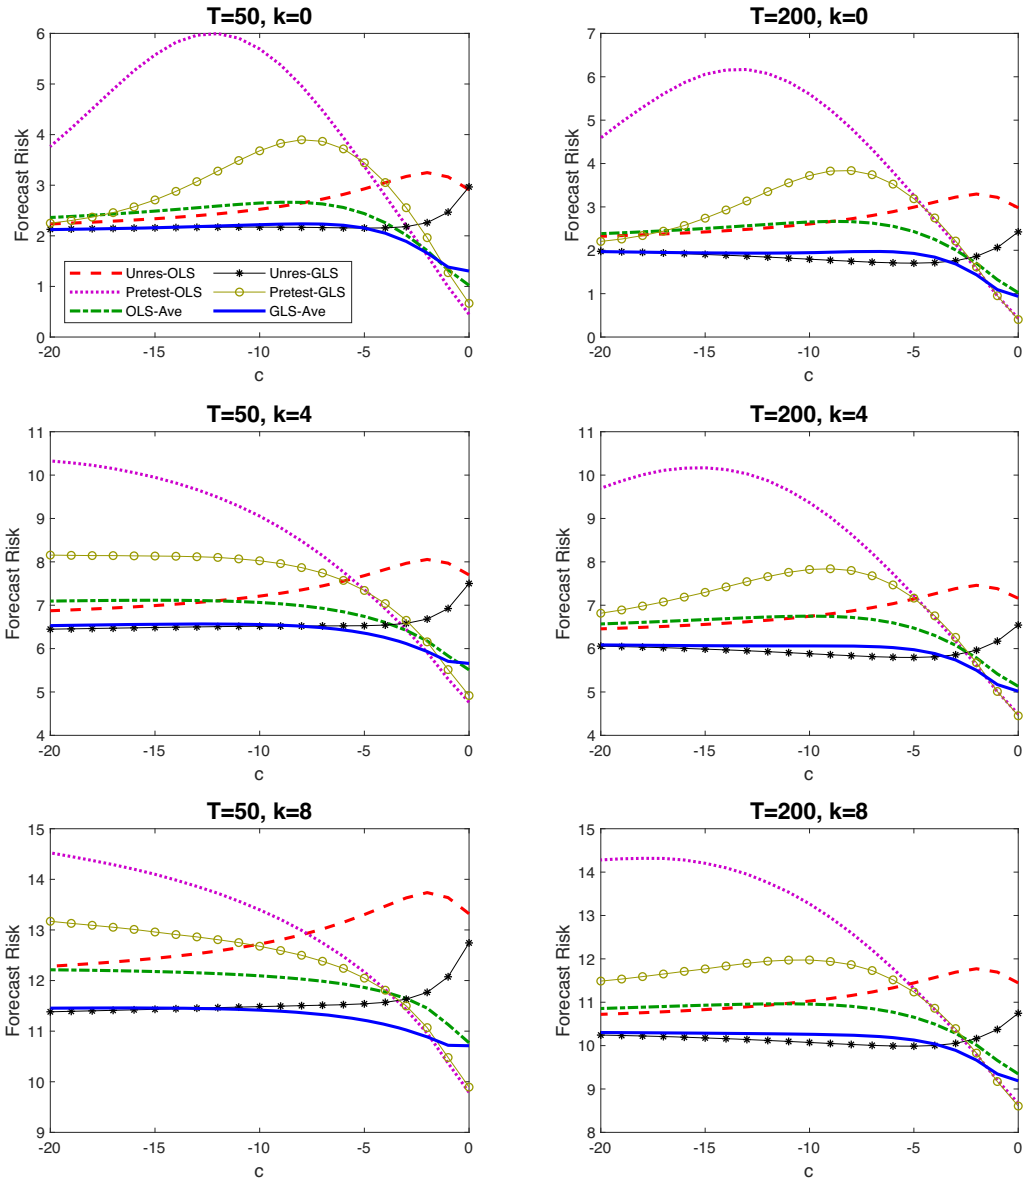 T=50, k=0
Forecast Risk
6
5
4
3
2
1
0
Unres-OLS
Unres-GLS
Pretest-OLS
Pretest-GLS
OLS-Ave
GLS-Ave
-20 -15 -10 -5 0
c
T=200, k=0
Forecast Risk
7
6
5
4
3
2
1
0
-20 -15 -10 -5 0
c
T=50, k=4
Forecast Risk
11
10
9
8
7
6
5
4
-20 -15 -10 -5 0
c
T=200, k=4
Forecast Risk
11
10
9
8
7
6
5
4
-20 -15 -10 -5 0
c
T=50, k=8
Forecast Risk
15
14
13
12
11
10
9
-20 -15 -10 -5 0
c
T=200, k=8
Forecast Risk
15
14
13
12
11
10
9
8
-20 -15 -10 -5 0
c